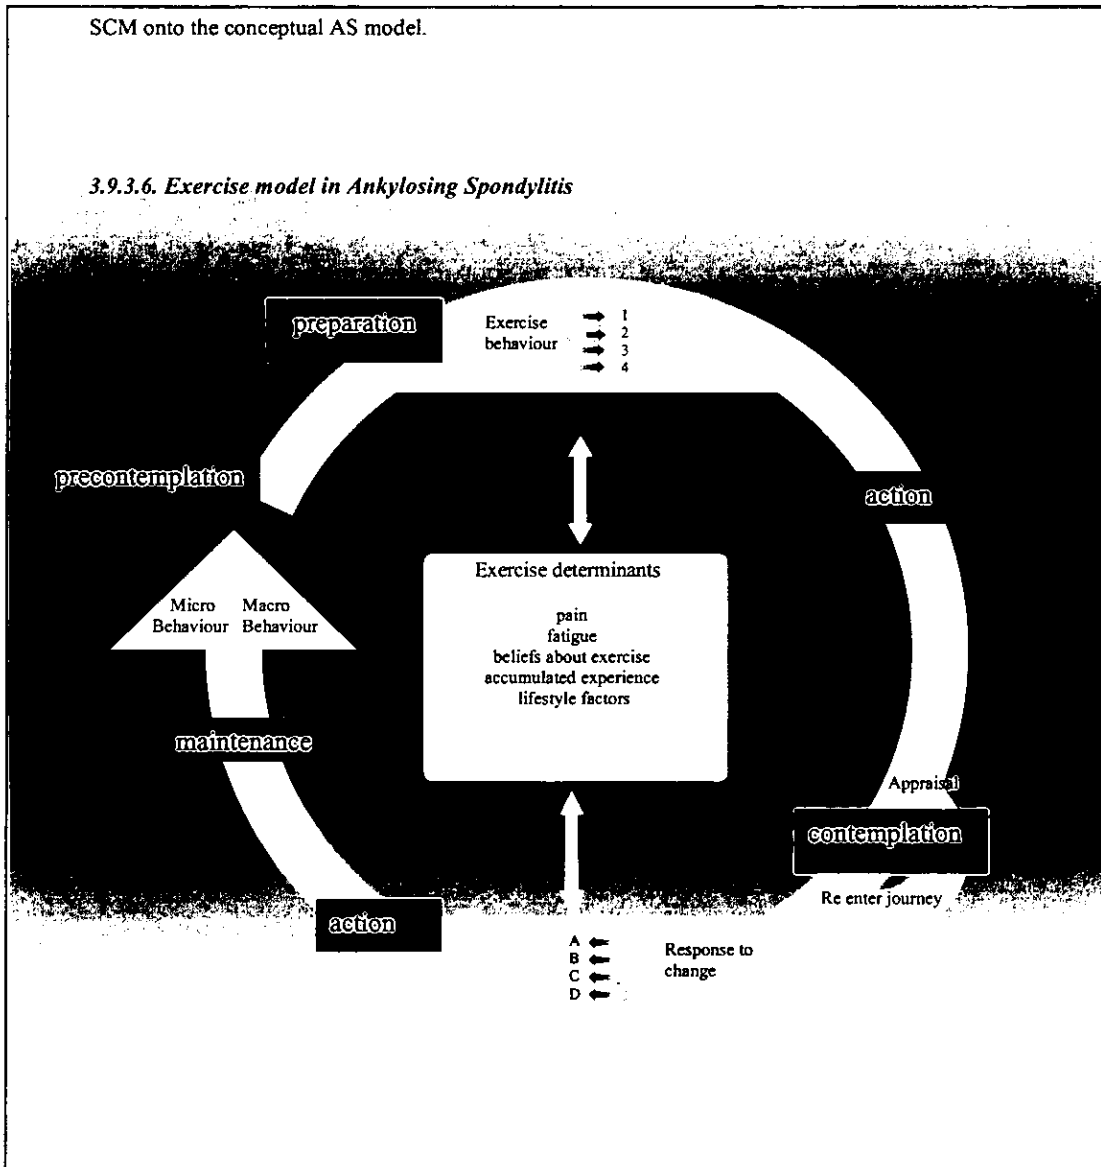 SCM onto the conceptual AS model.
3.9.3.6. Exercise model in Ankylosing Spondylitis
preparation
Exercise
behaviour
1
2
3
4
precontemplation
action
Exercise determinants
pain
fatigue
beliefs about exercise
accumulated experience
lifestyle factors
Micro
Behaviour
Macro
Behaviour
maintenance
Appraisal
contemplation
Re enter journey
action
A
B
C
D
Response to
change